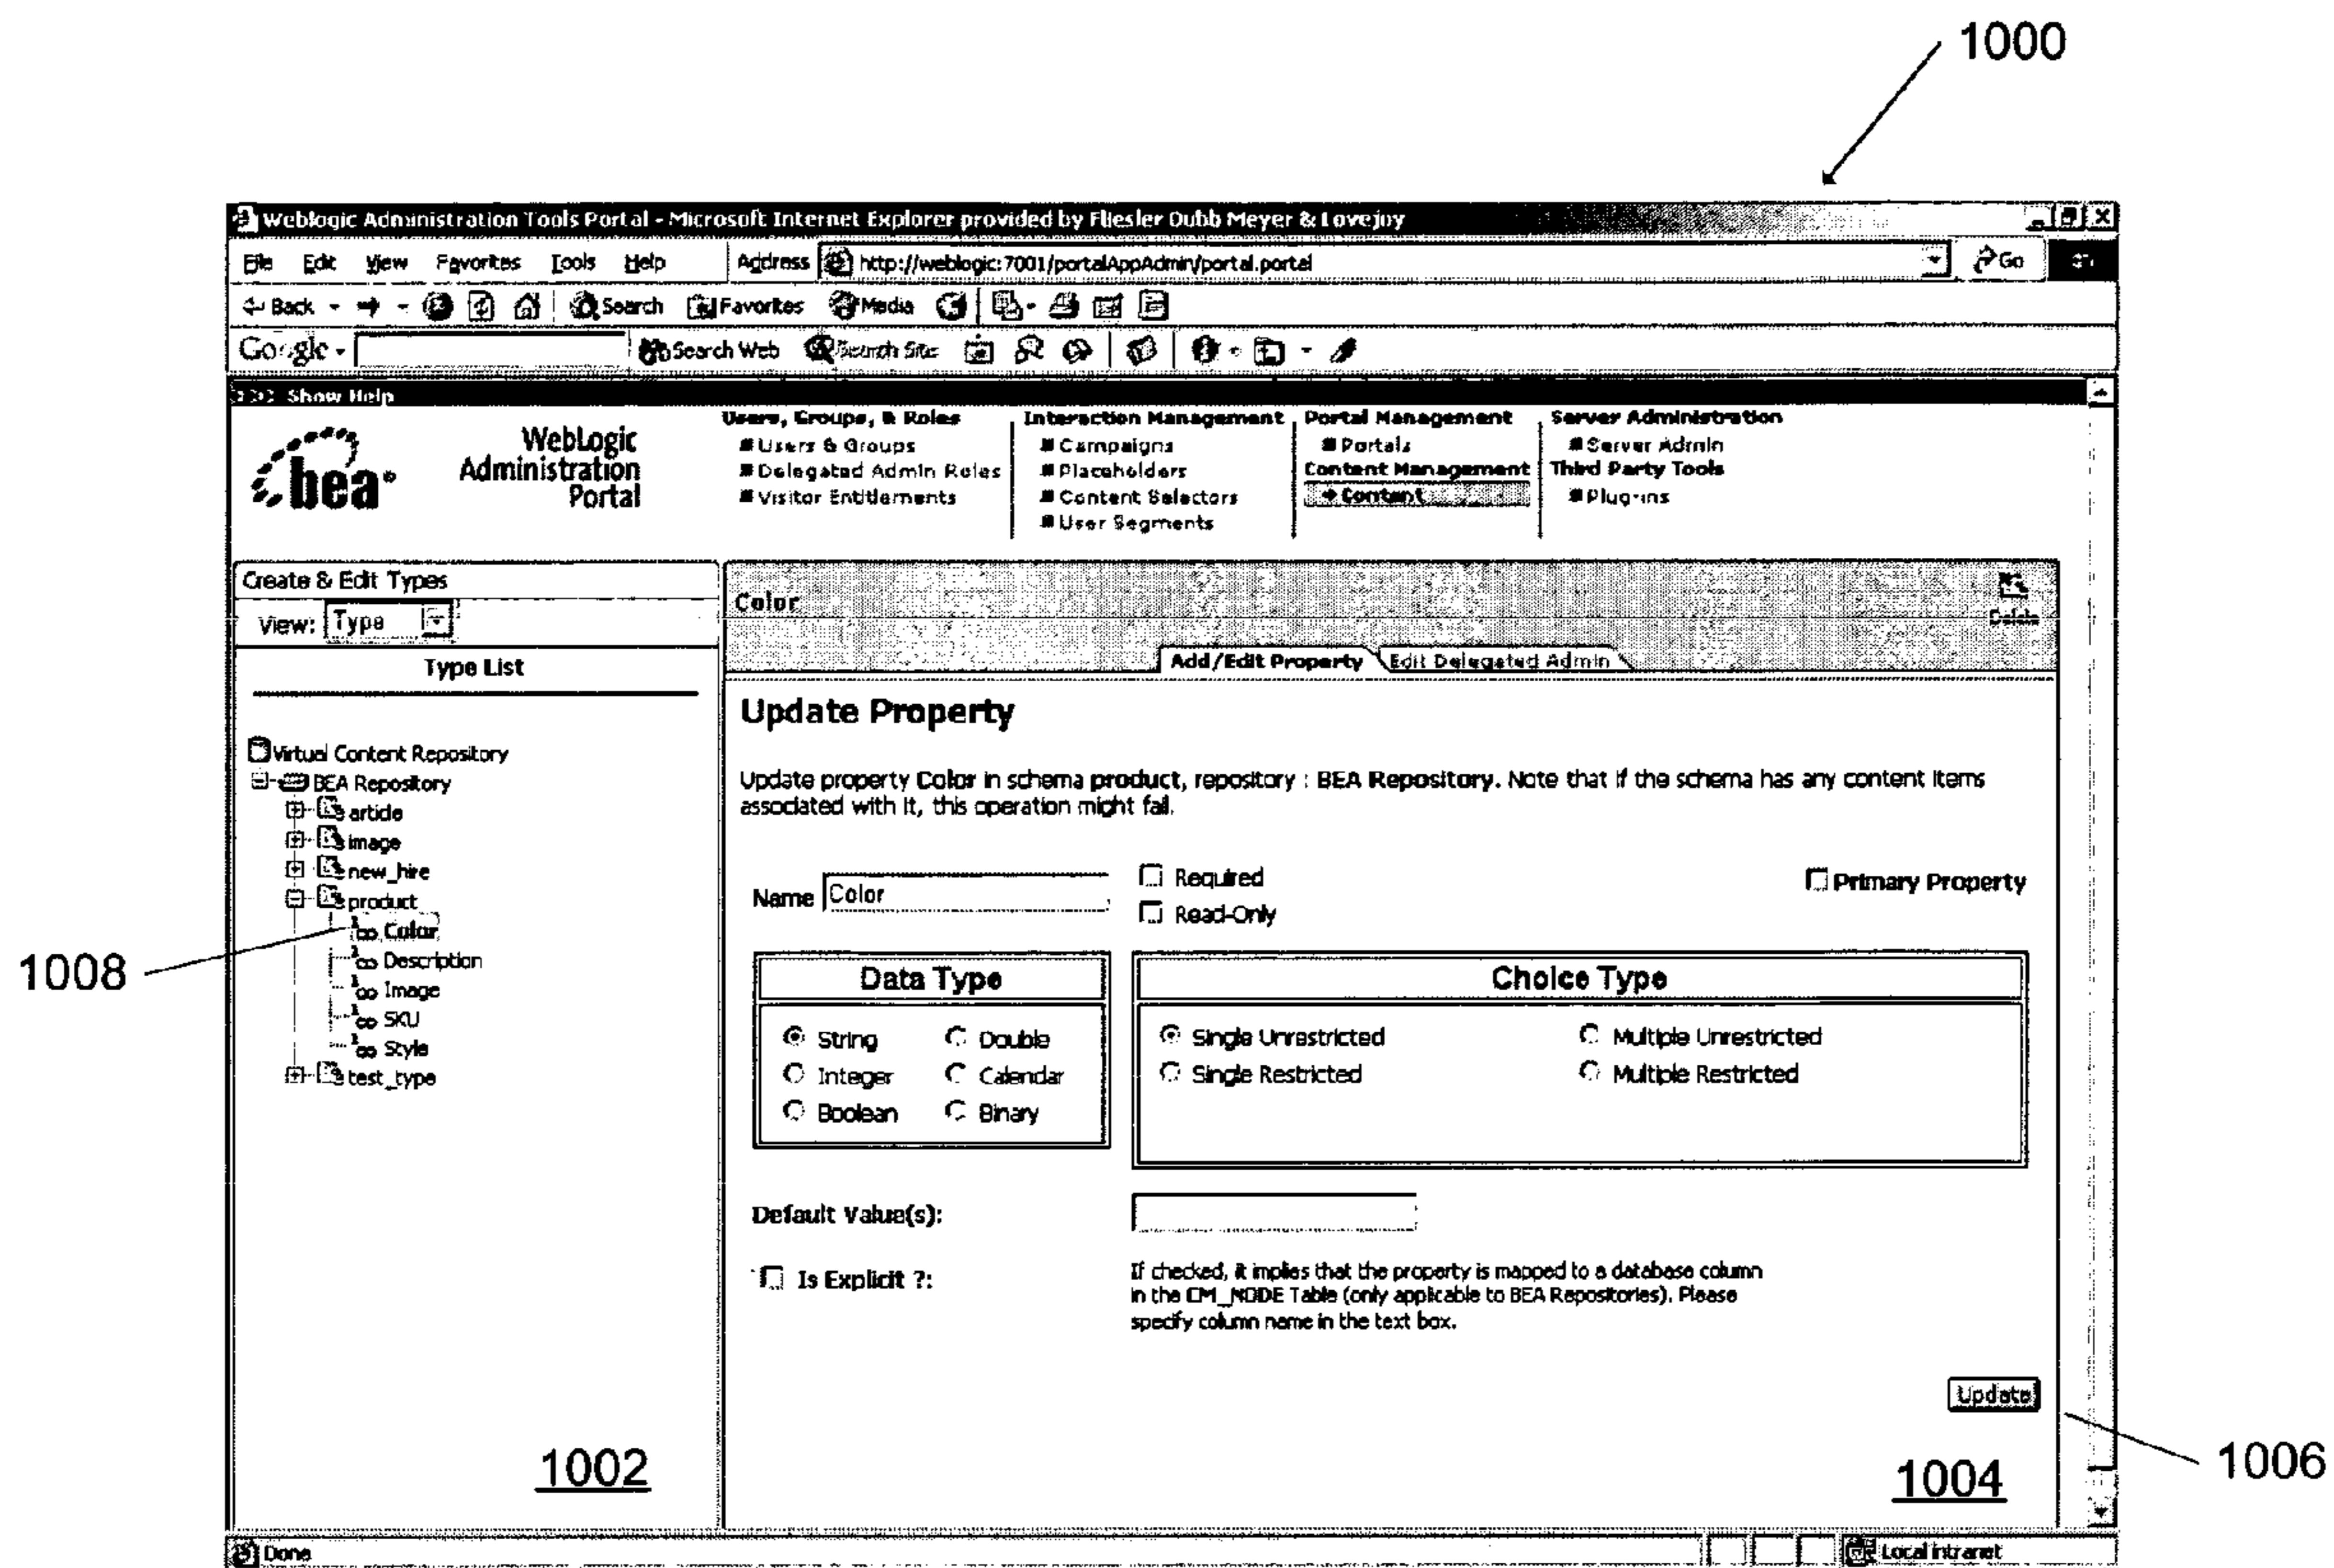 1000
Weblogic Administration Tools Portal - Microsoft Internet Explorer provided by Fliesler Dubb Meyer & Lovejoy
File Edit View Favorites Tools Help Address http://weblogic:7001/portalAppAdmin/portal.portal Go
Back Search Favorites Media
Google Search Web Search Site
Show Help
bea
WebLogic
Administration
Portal
Users, Groups, & Roles
Users & Groups
Delegated Admin Roles
Visitor Entitlements
Interaction Management
Campaigns
Placeholders
Content Selectors
User Segments
Portal Management
Portals
Content Management
Content
Server Administration
Server Admin
Third Party Tools
Plug-ins
Create & Edit Types
View: Type
Type List
Virtual Content Repository
BEA Repository
article
image
new_hire
product
Color
Description
Image
SKU
Style
test_type
1008
1002
Color
Delete
Add/Edit Property Edit Delegated Admin
Update Property
Update property Color in schema product, repository : BEA Repository. Note that if the schema has any content items
associated with it, this operation might fail.
Name Color
Required
Read-Only
Primary Property
Data Type
String Double
Integer Calendar
Boolean Binary
Choice Type
Single Unrestricted Multiple Unrestricted
Single Restricted Multiple Restricted
Default Value(s):
Is Explicit ?:
If checked, it implies that the property is mapped to a database column
in the CM_NODE Table (only applicable to BEA Repositories). Please
specify column name in the text box.
Update
1004
1006
Done Local intranet